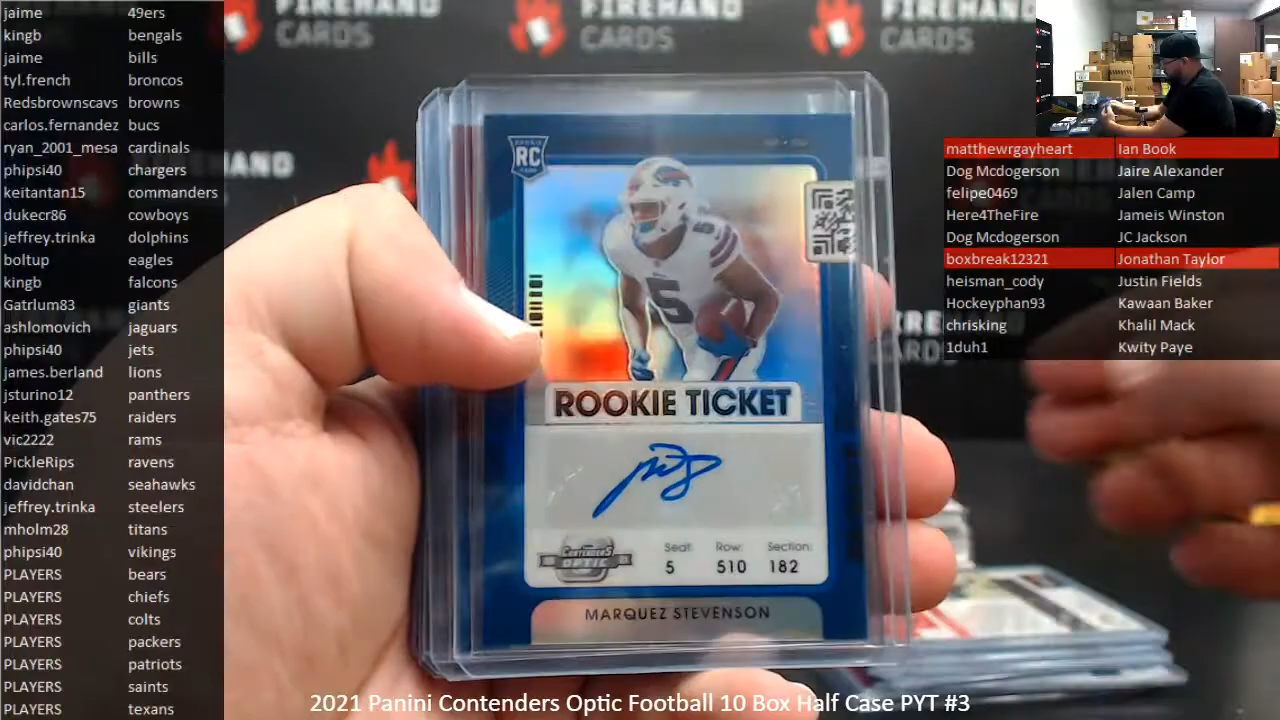 jaime 49ers
kingb bengals
jaime bills
tyl.french broncos
Redsbrownscavs browns
carlos.fernandez bucs
ryan_2001_mesa cardinals
phipsi40 chargers
keitantan15 commanders
dukecr86 cowboys
jeffrey.trinka dolphins
boltup eagles
kingb falcons
Gatrlum83 giants
ashlomovich jaguars
phipsi40 jets
james.berland lions
jsturino12 panthers
keith.gates75 raiders
vic2222 rams
PickleRips ravens
davidchan seahawks
jeffrey.trinka steelers
mholm28 titans
phipsi40 vikings
PLAYERS bears
PLAYERS chiefs
PLAYERS colts
PLAYERS packers
PLAYERS patriots
PLAYERS saints
PLAYERS texans
FIREHAND
CARDS
FIREHAND
CARDS
FIREHAND
CARDS
RC
5
ROOKIE TICKET
CONTENDERS
OPTIC
Seat: Row: Section:
5 510 182
MARQUEZ STEVENSON
matthewrgayheart Ian Book
Dog Mcdogerson Jaire Alexander
felipe0469 Jalen Camp
Here4TheFire Jameis Winston
Dog Mcdogerson JC Jackson
boxbreak12321 Jonathan Taylor
heisman_cody Justin Fields
Hockeyphan93 Kawaan Baker
chrisking Khalil Mack
1duh1 Kwity Paye
2021 Panini Contenders Optic Football 10 Box Half Case PYT #3